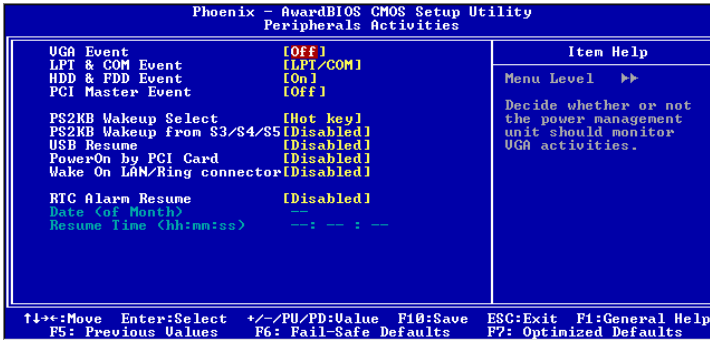 Phoenix - AwardBIOS CMOS Setup Utility
Peripherals Activities
VGA Event [Off]
LPT & COM Event [LPT/COM]
HDD & FDD Event [On]
PCI Master Event [Off]
PS2KB Wakeup Select [Hot key]
PS2KB Wakeup from S3/S4/S5[Disabled]
USB Resume [Disabled]
PowerOn by PCI Card [Disabled]
Wake On LAN/Ring connector[Disabled]
RTC Alarm Resume [Disabled]
Date (of Month) --
Resume Time (hh:mm:ss) --: -- : --
Item Help
Menu Level ▶▶
Decide whether or not
the power management
unit should monitor
VGA activities.
↑↓→←:Move Enter:Select +/-/PU/PD:Value F10:Save ESC:Exit F1:General Help
F5: Previous Values F6: Fail-Safe Defaults F7: Optimized Defaults